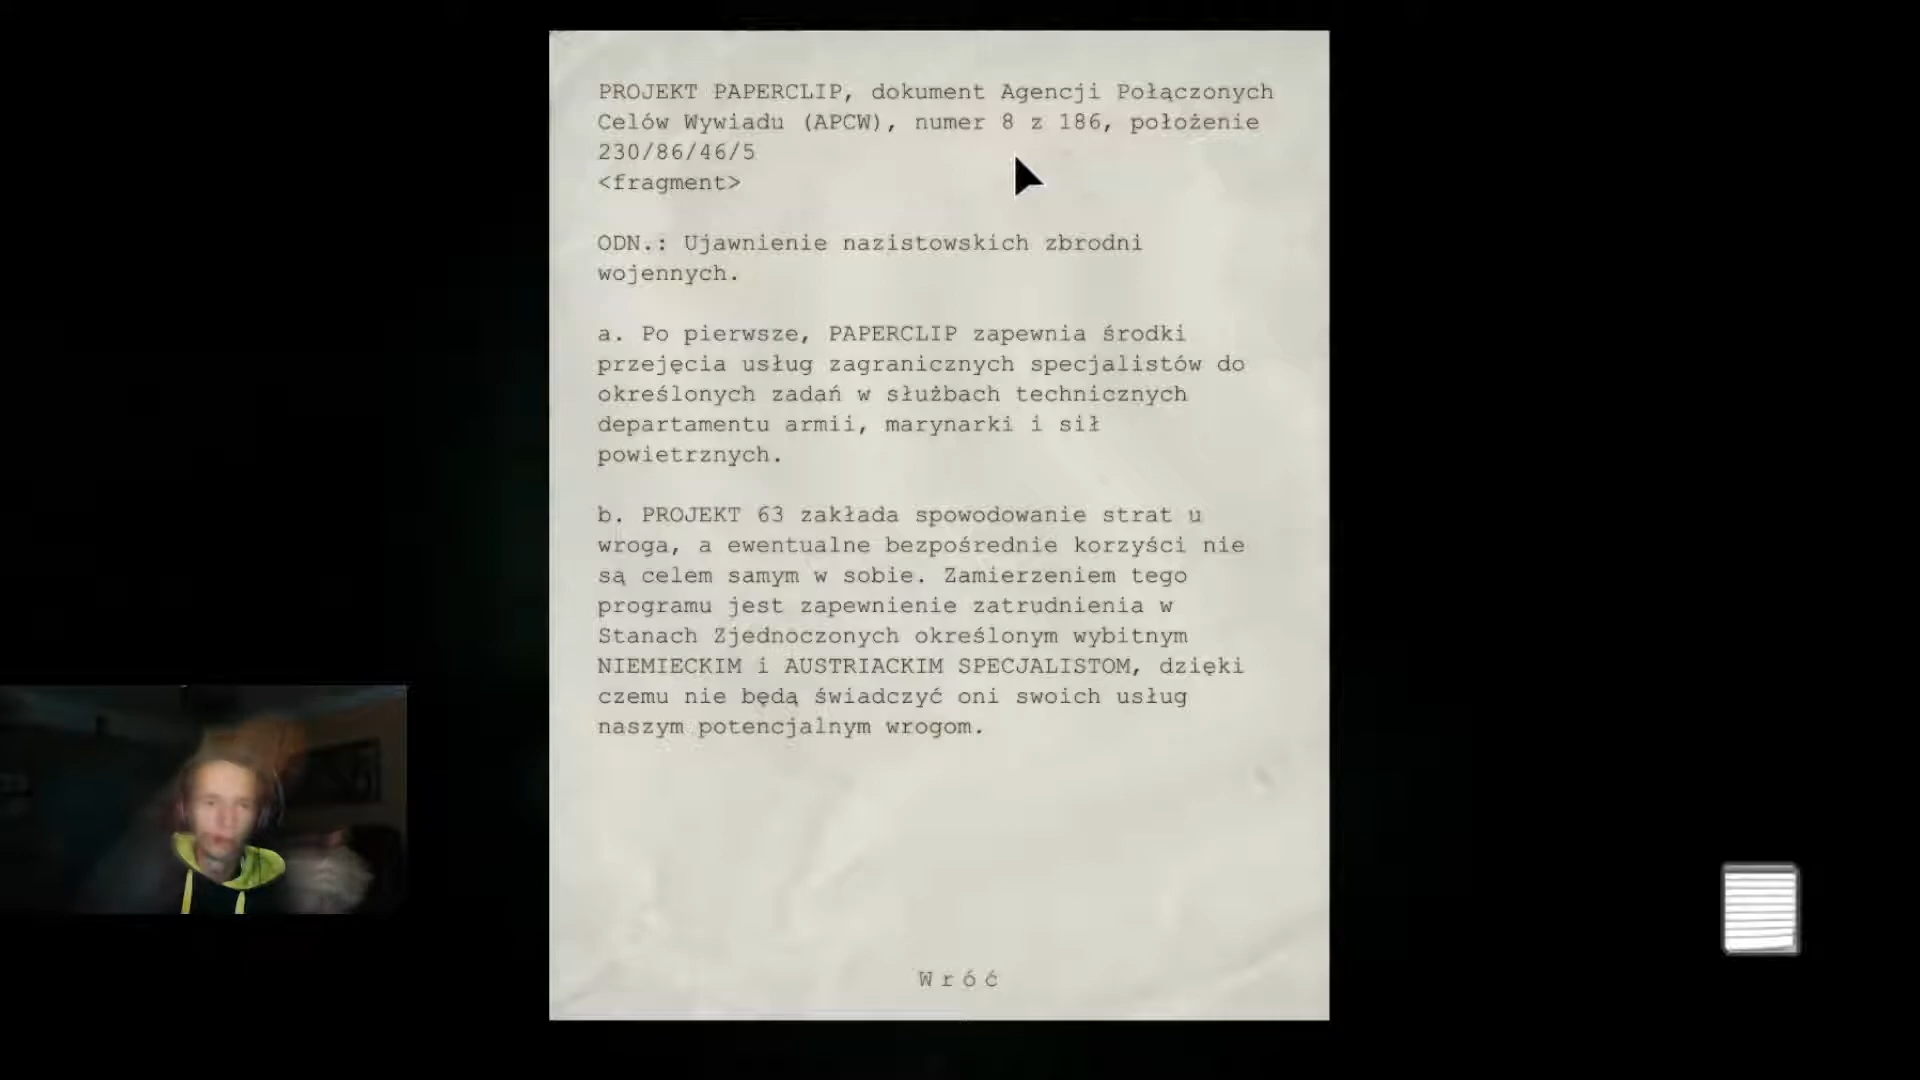 PROJEKT PAPERCLIP, dokument Agencji Połączonych
Celów Wywiadu (APCW), numer 8 z 186, położenie
230/86/46/5
<fragment>
ODN.: Ujawnienie nazistowskich zbrodni
wojennych.
a. Po pierwsze, PAPERCLIP zapewnia środki
przejęcia usług zagranicznych specjalistów do
określonych zadań w służbach technicznych
departamentu armii, marynarki i sił
powietrznych.
b. PROJEKT 63 zakłada spowodowanie strat u
wroga, a ewentualne bezpośrednie korzyści nie
są celem samym w sobie. Zamierzeniem tego
programu jest zapewnienie zatrudnienia w
Stanach Zjednoczonych określonym wybitnym
NIEMIECKIM i AUSTRIACKIM SPECJALISTOM, dzięki
czemu nie będą świadczyć oni swoich usług
naszym potencjalnym wrogom.
Wróć